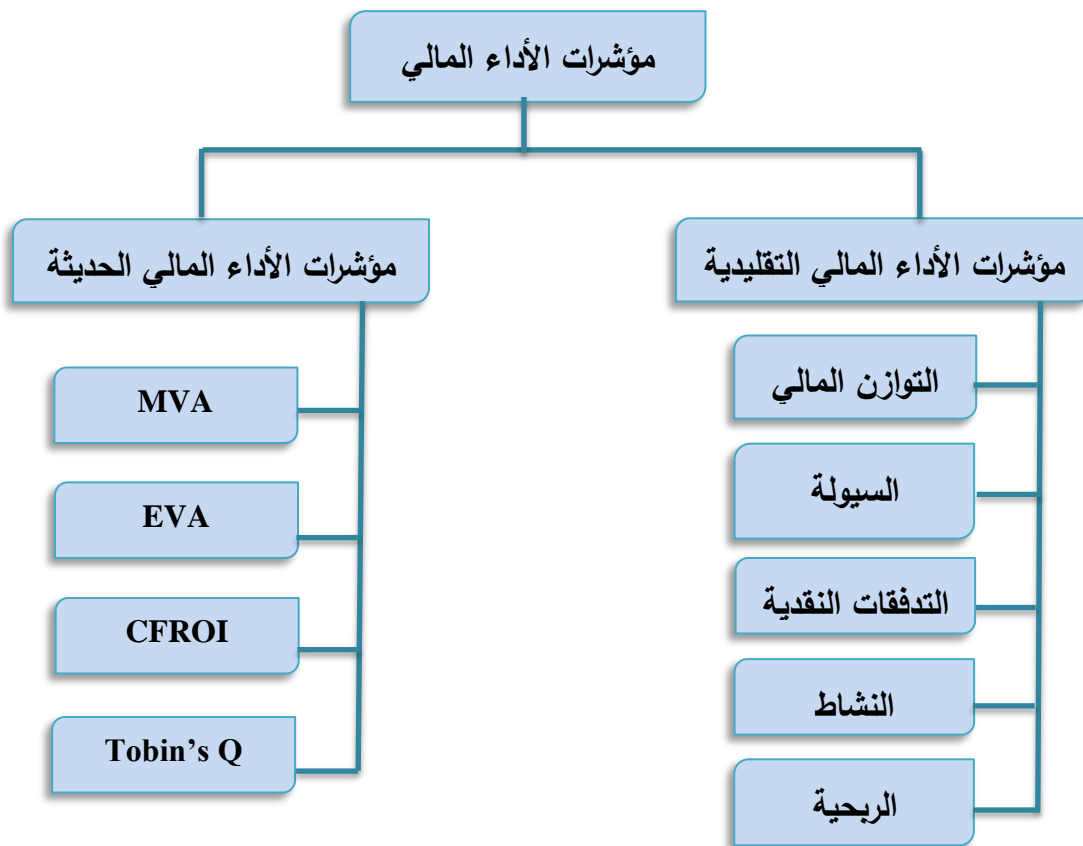 مؤشرات الأداء المالي
مؤشرات الأداء المالي التقليدية
التوازن المالي
السيولة
التدفقات النقدية
النشاط
الربحية
مؤشرات الأداء المالي الحديثة
MVA
EVA
CFROI
Tobin’s Q